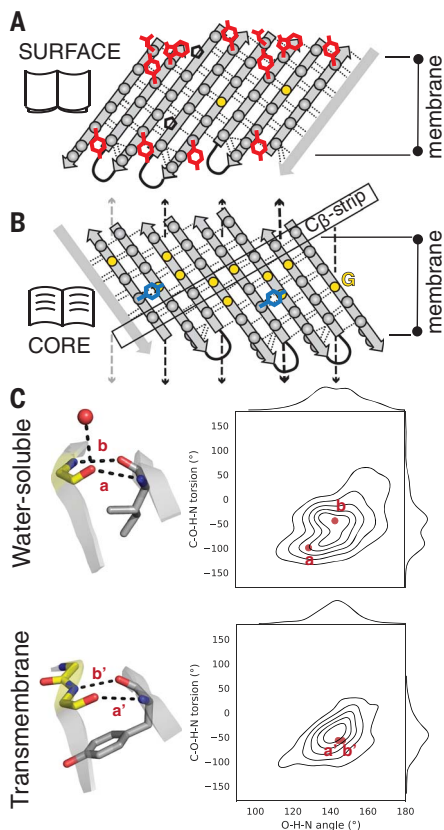 A
SURFACE
membrane
B
Cβ-strip
G
CORE
membrane
C
Water-soluble
b
a
C-O-H-N torsion (°)
150
100
50
0
−50
−100
−150
b
a
Transmembrane
b'
a'
C-O-H-N torsion (°)
150
100
50
0
−50
−100
−150
a' b'
100 120 140 160 180
O-H-N angle (°)